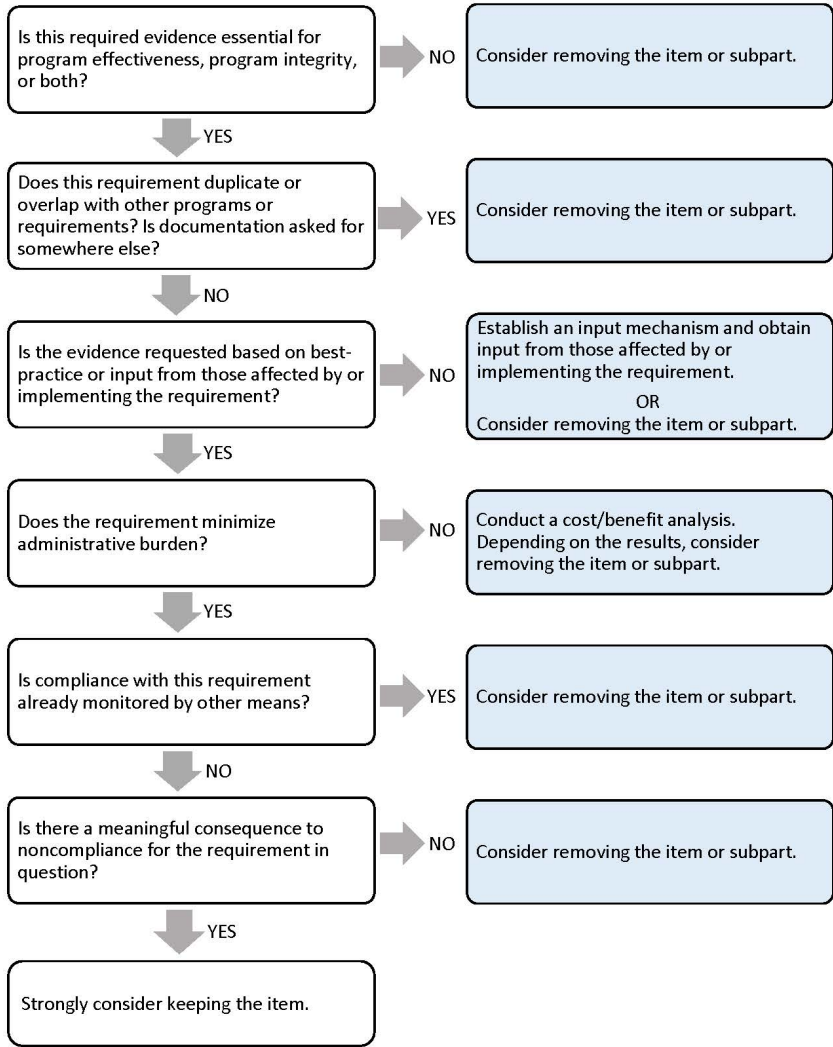 Is this required evidence essential for
program effectiveness, program integrity,
or both?
NO
Consider removing the item or subpart.
YES
Does this requirement duplicate or
overlap with other programs or
requirements? Is documentation asked for
somewhere else?
YES
Consider removing the item or subpart.
NO
Is the evidence requested based on best-
practice or input from those affected by or
implementing the requirement?
NO
Establish an input mechanism and obtain
input from those affected by or
implementing the requirement.
OR
Consider removing the item or subpart.
YES
Does the requirement minimize
administrative burden?
NO
Conduct a cost/benefit analysis.
Depending on the results, consider
removing the item or subpart.
YES
Is compliance with this requirement
already monitored by other means?
YES
Consider removing the item or subpart.
NO
Is there a meaningful consequence to
noncompliance for the requirement in
question?
NO
Consider removing the item or subpart.
YES
Strongly consider keeping the item.